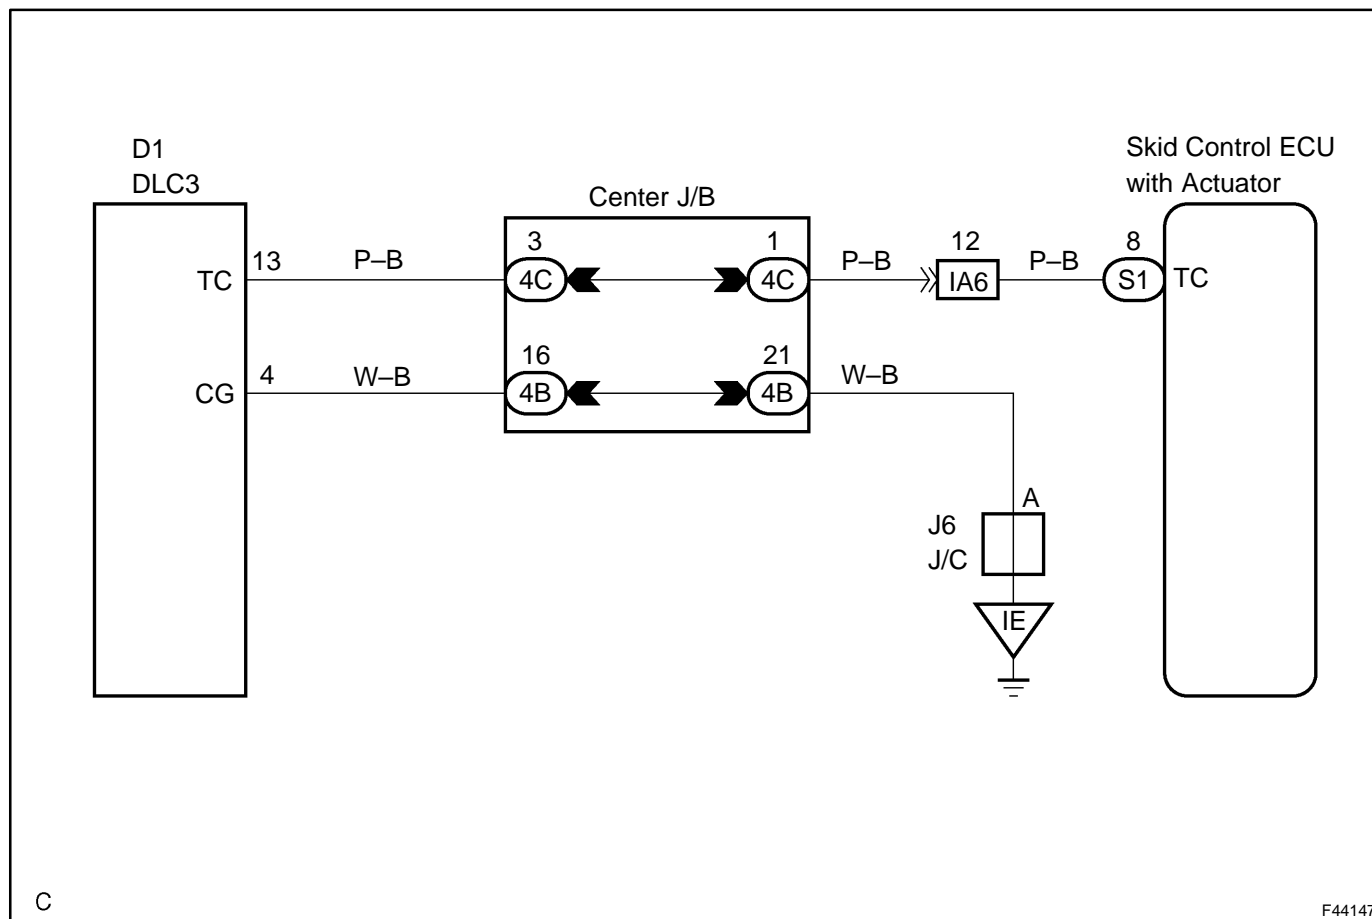 D1
DLC3
Skid Control ECU
with Actuator
Center J/B
TC
13
P–B
3
4C
1
4C
P–B
12
IA6
P–B
8
S1
TC
CG
4
W–B
16
4B
21
4B
W–B
J6
J/C
A
IE
C
F44147